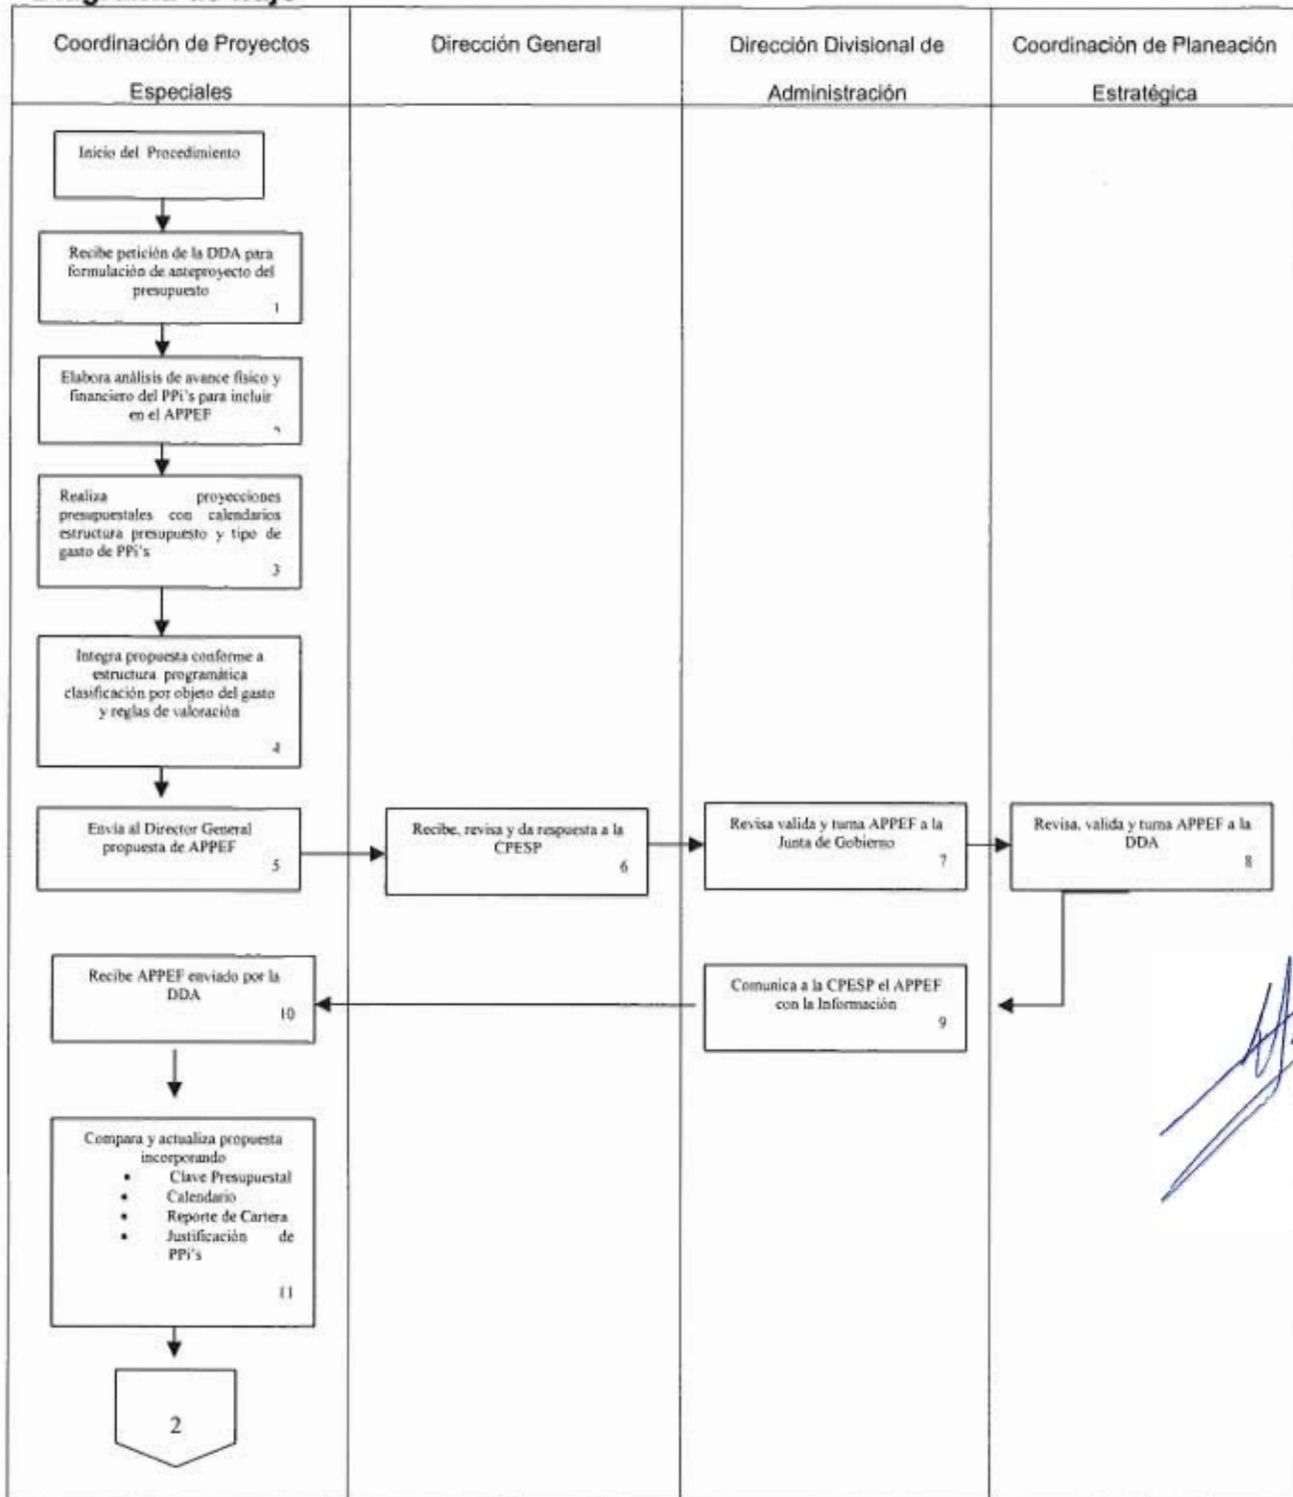 Coordinación de Proyectos
Especiales
Dirección General
Dirección Divisional de
Administración
Coordinación de Planeación
Estratégica
Inicio del Procedimiento
Recibe petición de la DDA para
formulación de anteproyecto del
presupuesto
1
Elabora análisis de avance físico y
financiero del PPi's para incluir
en el APPEF
Realiza proyecciones
presupuestales con calendarios
estructura presupuesto y tipo de
gasto de PPi's
3
Integra propuesta conforme a
estructura programática
clasificación por objeto del gasto
y reglas de valoración
4
Envía al Director General
propuesta de APPEF
5
Recibe, revisa y da respuesta a la
CPESP
6
Revisa valida y turna APPEF a la
Junta de Gobierno
7
Revisa, valida y turna APPEF a la
DDA
8
Comunica a la CPESP el APPEF
con la Información
9
Recibe APPEF enviado por la
DDA
10
Compara y actualiza propuesta
incorporando
• Clave Presupuestal
• Calendario
• Reporte de Cartera
• Justificación de
PPi's
11
2